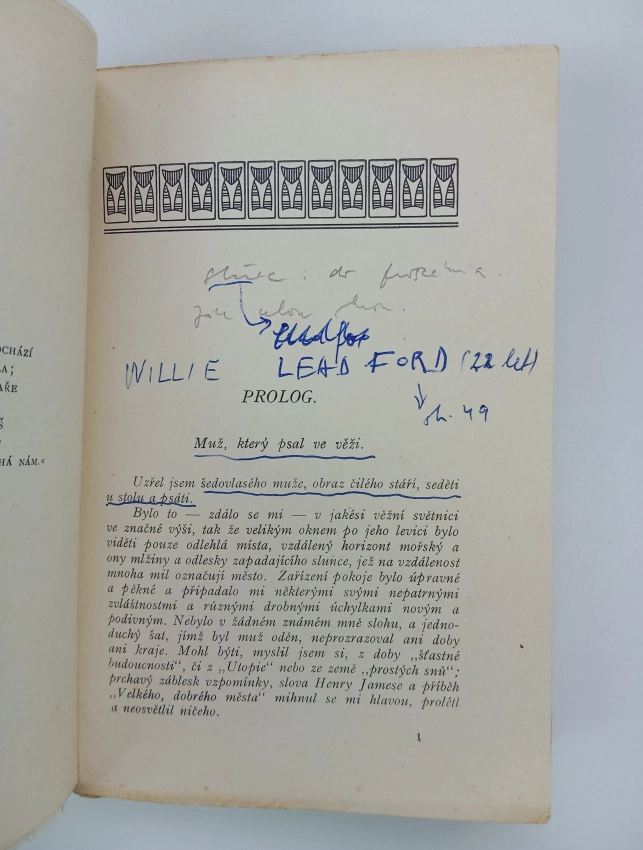 OCHÁZÍ
LA;
AŘE
Š
HÁ NÁM."
WILLIE LEADFORD (22 let)
str. 49
PROLOG.
Muž, který psal ve věži.
Uzřel jsem šedovlasého muže, obraz čilého stáří, seděti
u stolu a psáti.
Bylo to — zdálo se mi — v jakési věžní světnici
ve značné výši, tak že velikým oknem po jeho levici bylo
viděti pouze odlehlá místa, vzdálený horizont mořský a
ony mlžiny a odlesky zapadajícího slunce, jež na vzdálenost
mnoha mil označují město. Zařízení pokoje bylo úpravné
a pěkné a připadalo mi některými svými nepatrnými
zvláštnostmi a různými drobnými úchylkami novým a
podivným. Nebylo v žádném známém mně slohu, a jedno-
duchý šat, jímž byl muž oděn, neprozrazoval ani doby
ani kraje. Mohl býti, myslil jsem si, z doby „šťastné
budoucnosti", či z „Utopie" nebo ze země „prostých snů";
prchavý záblesk vzpomínky, slova Henry Jamese a příběh
„Velkého, dobrého města" mihnul se mi hlavou, prolétl
a neosvětlil ničeho.
1